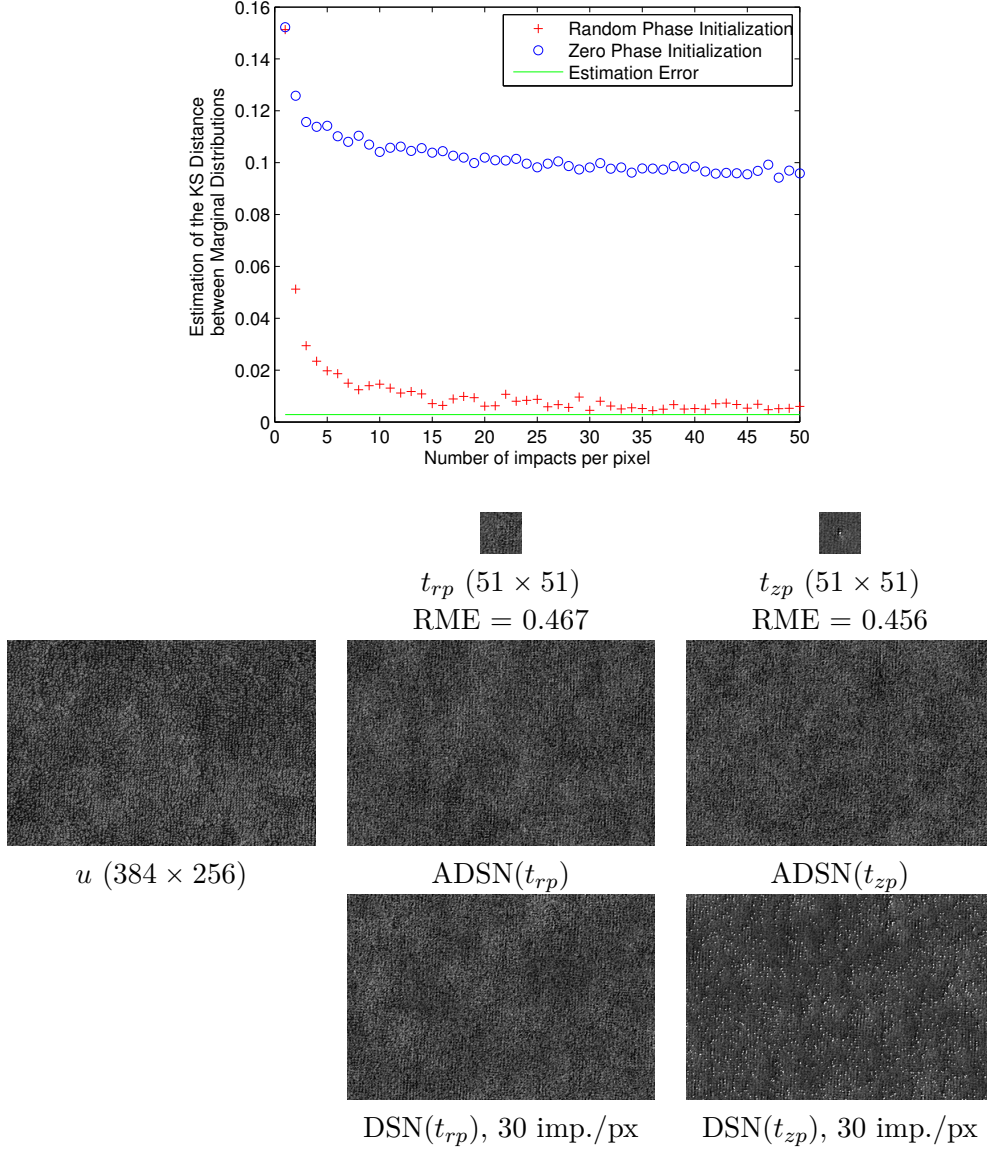 0.16
0.14
0.12
0.1
0.08
0.06
0.04
0.02
0
0
5
10
15
20
25
30
35
40
45
50
Estimation of the KS Distance
between Marginal Distributions
Number of impacts per pixel
Random Phase Initialization
Zero Phase Initialization
Estimation Error
t_rp (51 × 51)
RME = 0.467
t_zp (51 × 51)
RME = 0.456
u (384 × 256)
ADSN(t_rp)
ADSN(t_zp)
DSN(t_rp), 30 imp./px
DSN(t_zp), 30 imp./px